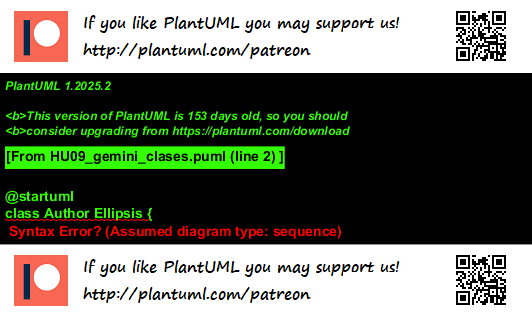 If you like PlantUML you may support us!
http://plantuml.com/patreon
PlantUML 1.2025.2
<b>This version of PlantUML is 153 days old, so you should
<b>consider upgrading from https://plantuml.com/download
[From HU09_gemini_clases.puml (line 2) ]
@startuml
class Author Ellipsis {
Syntax Error? (Assumed diagram type: sequence)
If you like PlantUML you may support us!
http://plantuml.com/patreon